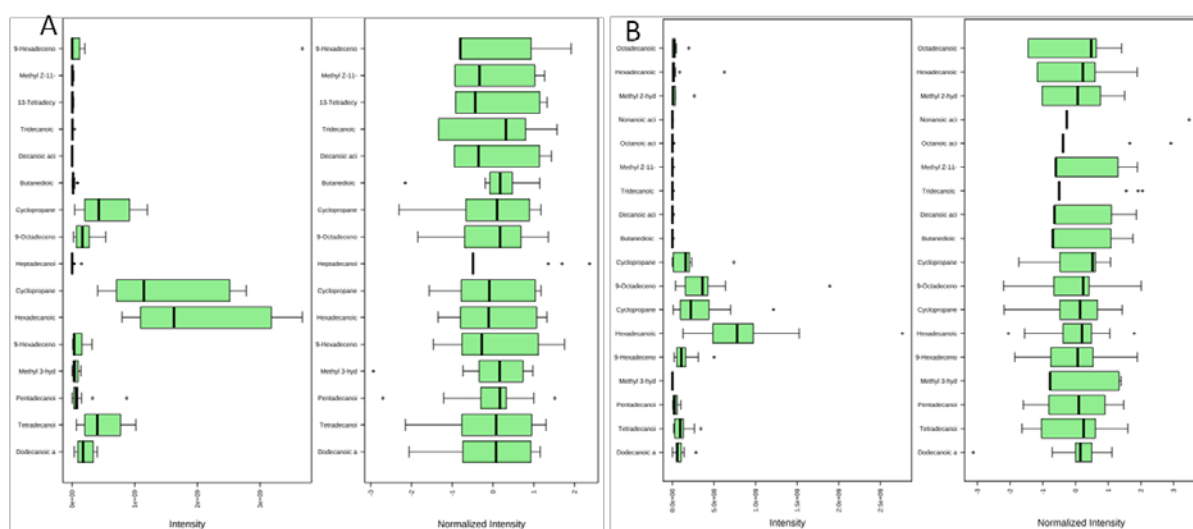 A
9-Hexadeceno
Methyl Z-11-
13-Tetradecy
Tridecanoic
Decanoic aci
Butanedioic
Cyclopropane
9-Octadeceno
Heptadecanoi
Cyclopropane
Hexadecanoic
9-Hexadeceno
Methyl 3-hyd
Pentadecanoi
Tetradecanoi
Dodecanoic a
0e+00 1e+09 2e+09 3e+09
Intensity
9-Hexadeceno
Methyl Z-11-
13-Tetradecy
Tridecanoic
Decanoic aci
Butanedioic
Cyclopropane
9-Octadeceno
Heptadecanoi
Cyclopropane
Hexadecanoic
9-Hexadeceno
Methyl 3-hyd
Pentadecanoi
Tetradecanoi
Dodecanoic a
-3 -2 -1 0 1 2
Normalized Intensity
B
Octadecanoic
Hexadecanoic
Methyl 2-hyd
Nonanoic aci
Octanoic aci
Methyl Z-11-
Tridecanoic
Decanoic aci
Butanedioic
Cyclopropane
9-Octadeceno
Cyclopropane
Hexadecanoic
9-Hexadeceno
Methyl 3-hyd
Pentadecanoi
Tetradecanoi
Dodecanoic a
0.0e+00 5.0e+08 1.0e+09 1.5e+09 2.0e+09 2.5e+09
Intensity
Octadecanoic
Hexadecanoic
Methyl 2-hyd
Nonanoic aci
Octanoic aci
Methyl Z-11-
Tridecanoic
Decanoic aci
Butanedioic
Cyclopropane
9-Octadeceno
Cyclopropane
Hexadecanoic
9-Hexadeceno
Methyl 3-hyd
Pentadecanoi
Tetradecanoi
Dodecanoic a
-3 -2 -1 0 1 2 3
Normalized Intensity